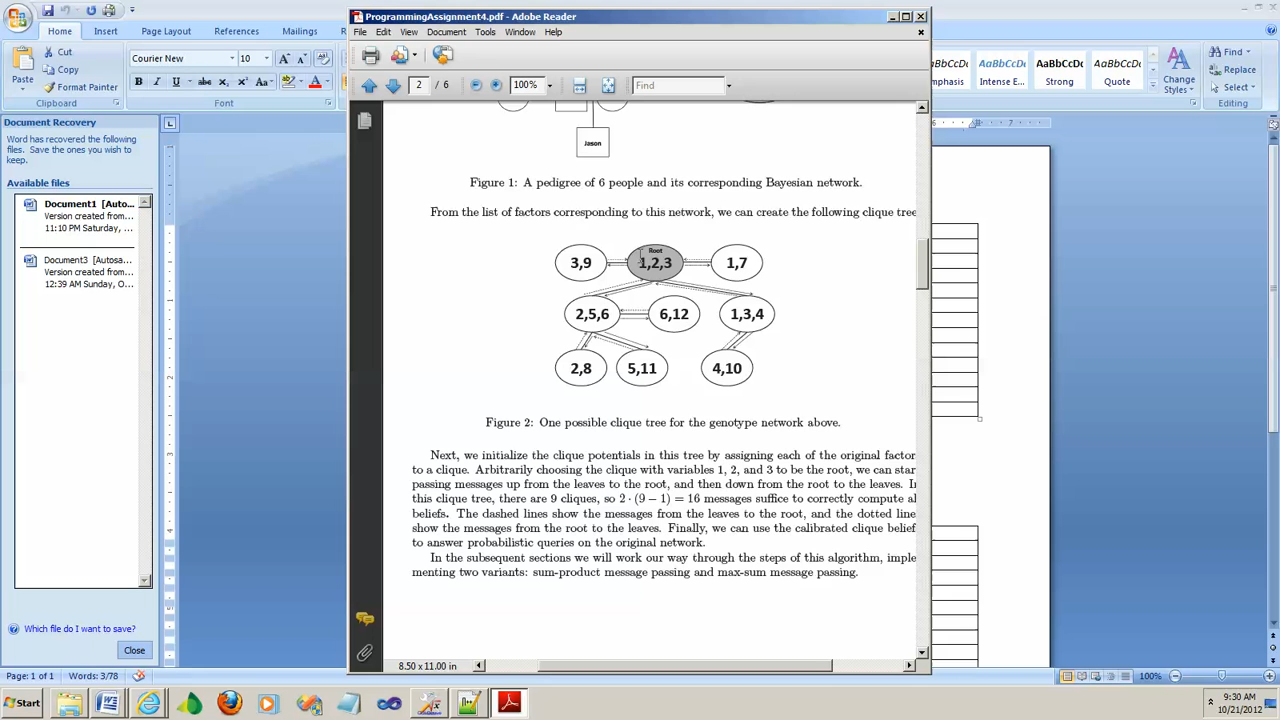 ProgrammingAssignment4.pdf - Adobe Reader
File Edit View Document Tools Window Help
2 / 6 100% Find
Home Insert Page Layout References Mailings
Cut
Copy
Format Painter
Paste
Clipboard
Courier New 10
B I U
Font
AaBbCcDc AaBbCcDc AaBbCcDc
Intense E... Strong Quote
Change
Styles
Find
Replace
Select
Editing
Document Recovery
Word has recovered the following
files. Save the ones you wish to
keep.
Available files
Document1 [Auto...
Version created from...
11:10 PM Saturday, ...
Document3 [Autosa...
Version created from...
12:39 AM Sunday, O...
Which file do I want to save?
Close
Jason
Figure 1: A pedigree of 6 people and its corresponding Bayesian network.
From the list of factors corresponding to this network, we can create the following clique tree
Root
3,9 1,2,3 1,7
2,5,6 6,12 1,3,4
2,8 5,11 4,10
Figure 2: One possible clique tree for the genotype network above.
Next, we initialize the clique potentials in this tree by assigning each of the original factor
to a clique. Arbitrarily choosing the clique with variables 1, 2, and 3 to be the root, we can star
passing messages up from the leaves to the root, and then down from the root to the leaves. I
this clique tree, there are 9 cliques, so 2 · (9 − 1) = 16 messages suffice to correctly compute al
beliefs. The dashed lines show the messages from the leaves to the root, and the dotted line
show the messages from the root to the leaves. Finally, we can use the calibrated clique belief
to answer probabilistic queries on the original network.
In the subsequent sections we will work our way through the steps of this algorithm, imple
menting two variants: sum-product message passing and max-sum message passing.
8.50 x 11.00 in
Page: 1 of 1 Words: 3/78
100%
Start
9:30 AM
10/21/2012